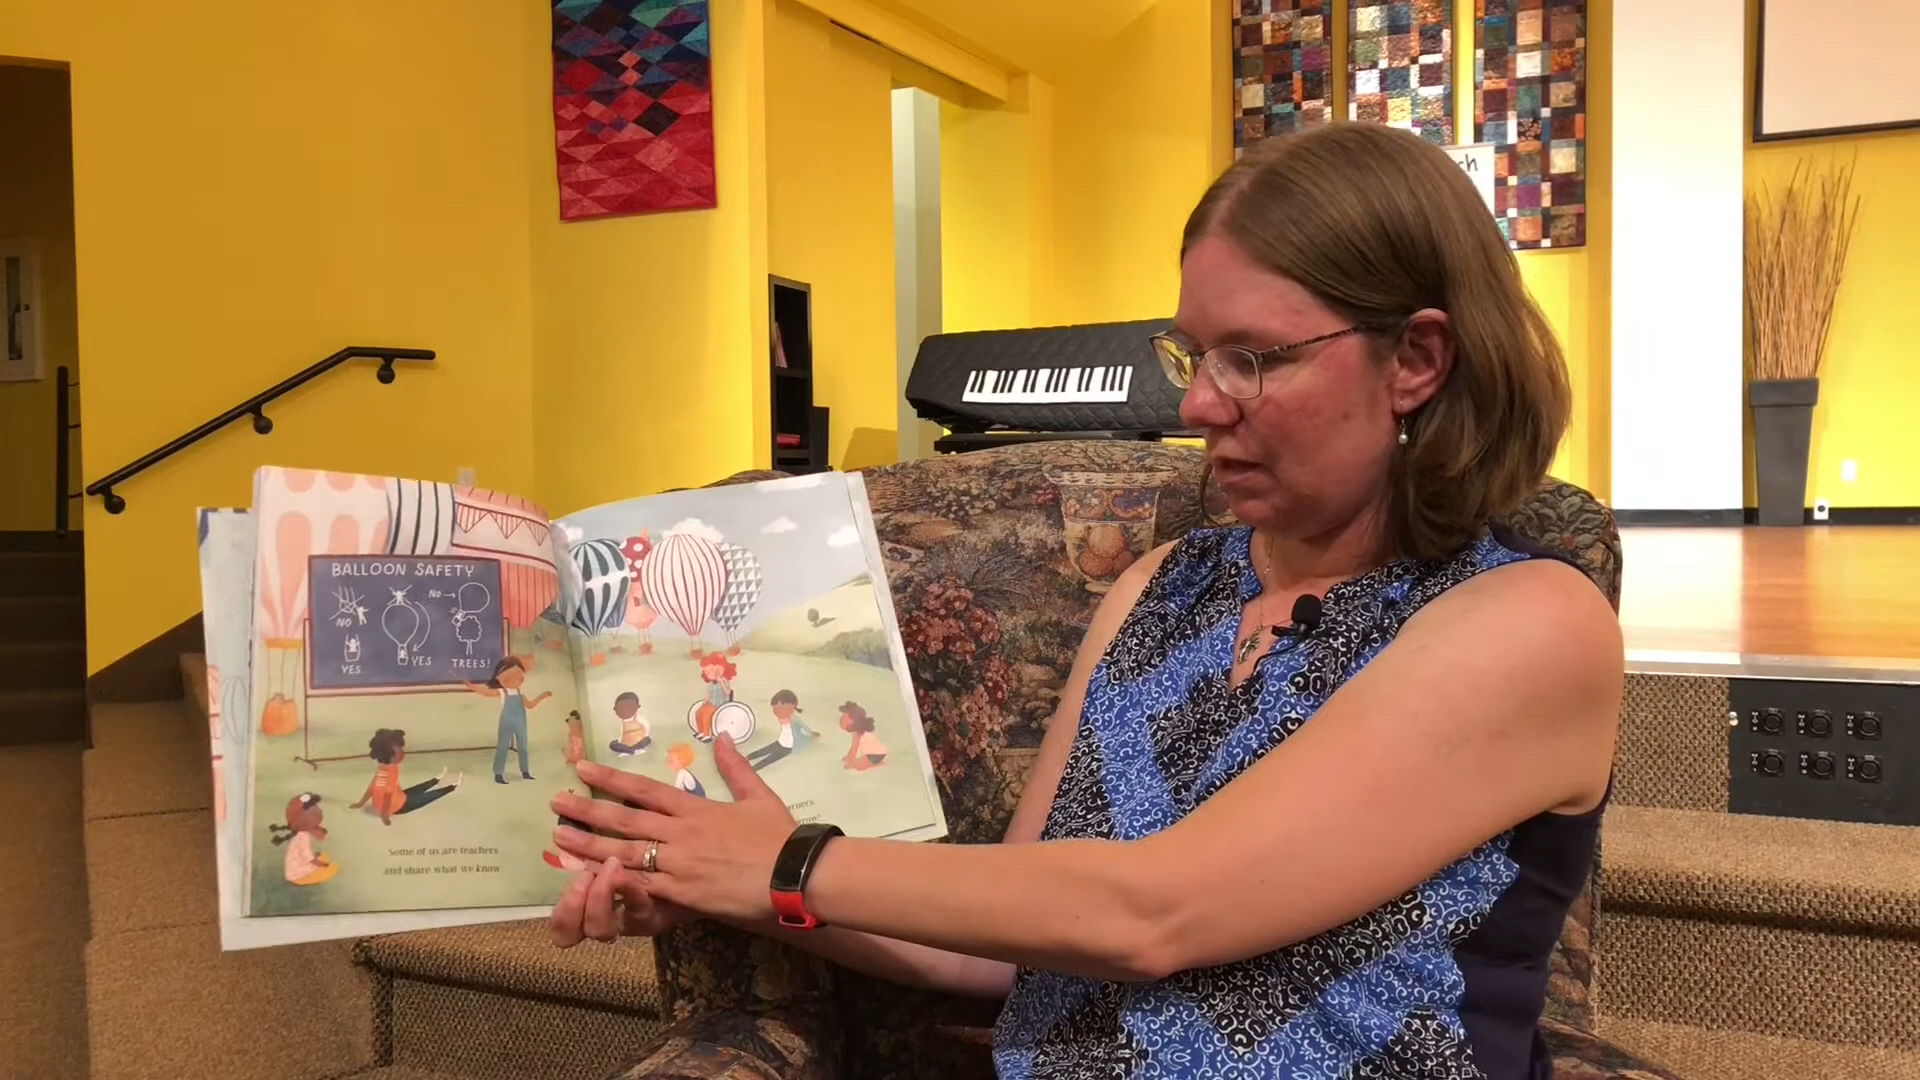 BALLOON SAFETY
NO →
NO
YES
YES
TREES!
Some of us are teachers
and share what we know